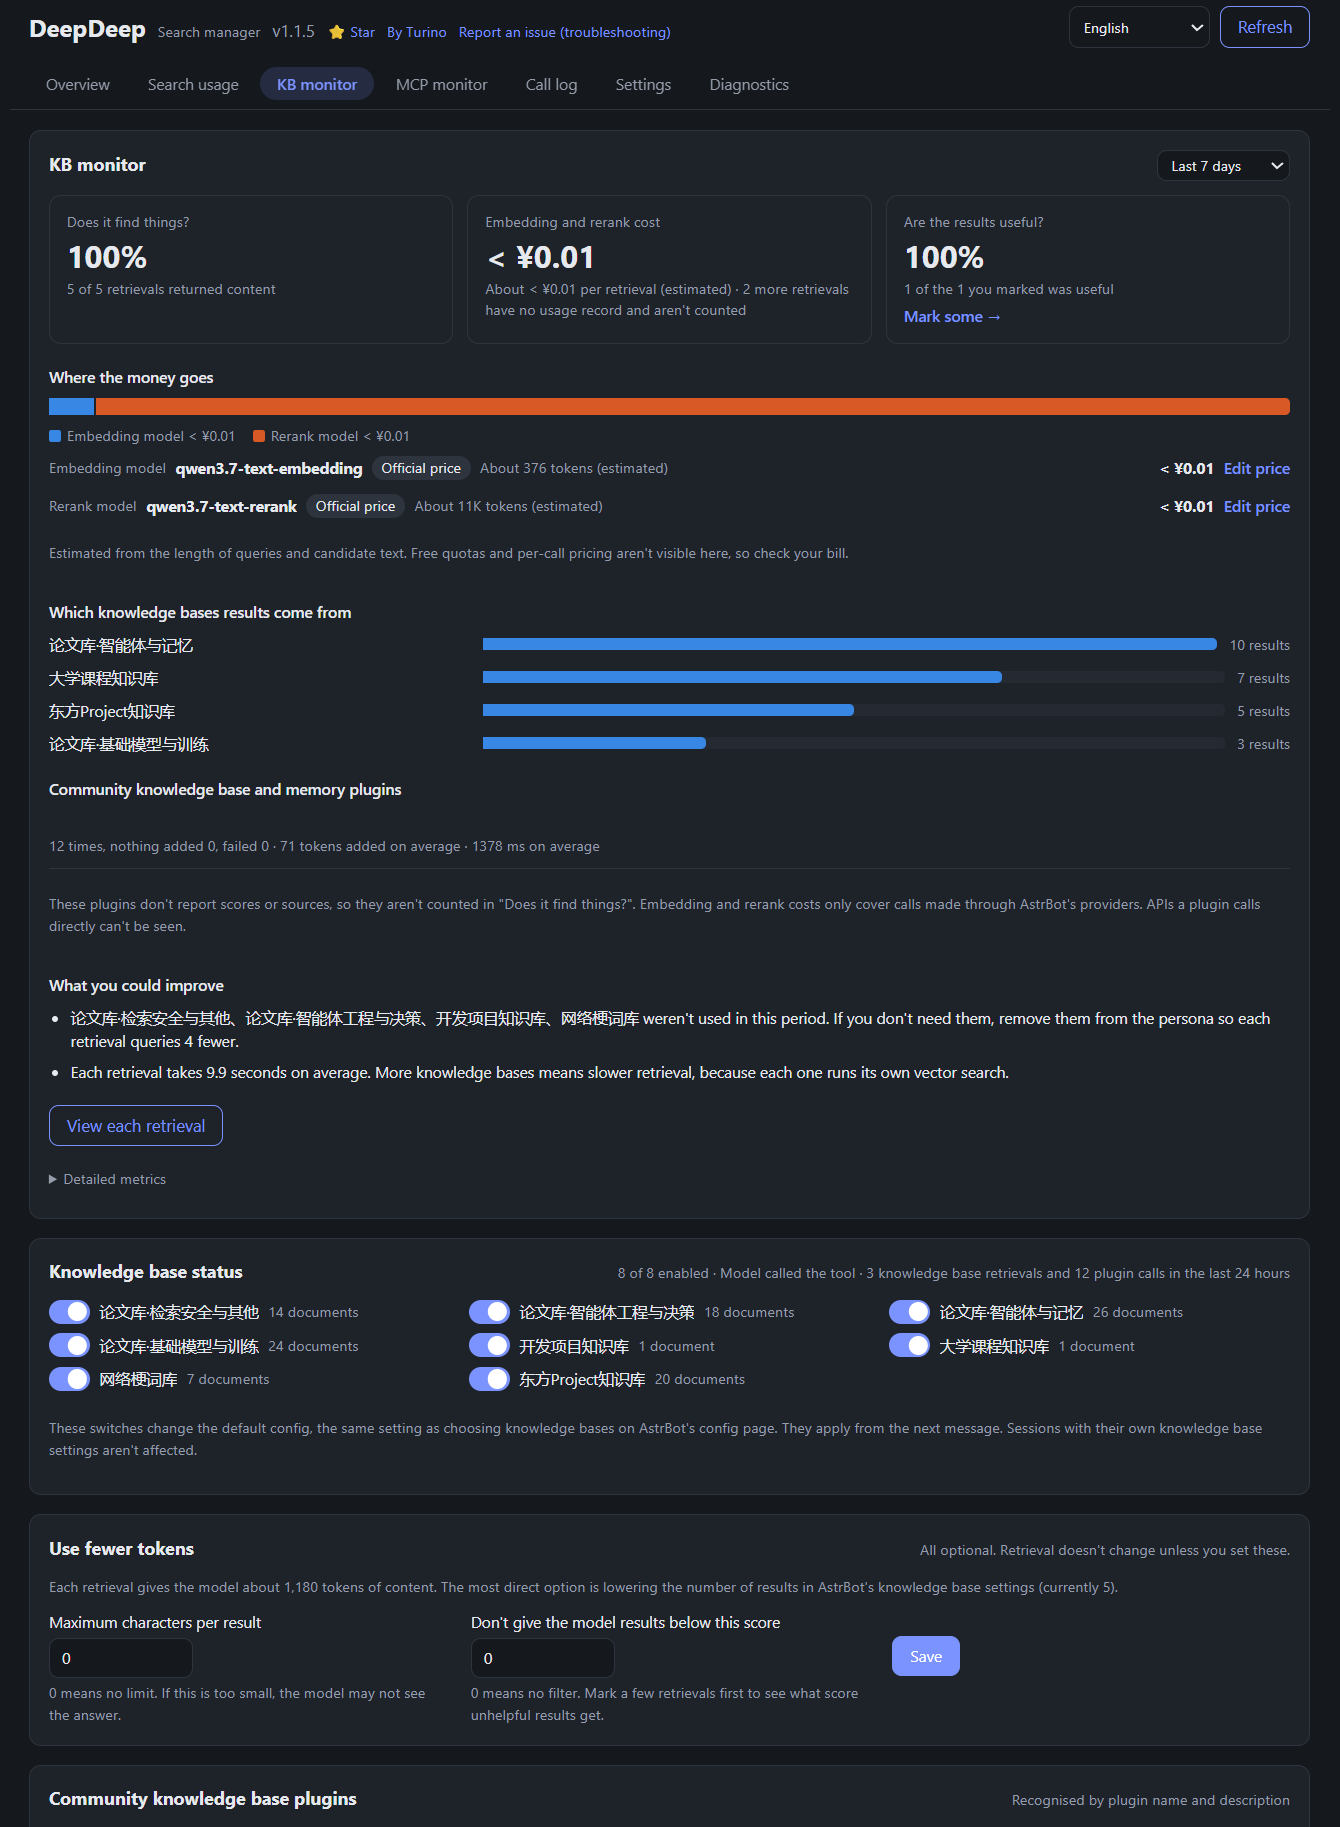 DeepDeep Search manager v1.1.5 ⭐ Star By Turino Report an issue (troubleshooting) English Refresh
Overview Search usage KB monitor MCP monitor Call log Settings Diagnostics
KB monitor Last 7 days
Does it find things?
100%
5 of 5 retrievals returned content
Embedding and rerank cost
< ¥0.01
About < ¥0.01 per retrieval (estimated) · 2 more retrievals
have no usage record and aren't counted
Are the results useful?
100%
1 of the 1 you marked was useful
Mark some →
Where the money goes
Embedding model < ¥0.01 Rerank model < ¥0.01
Embedding model qwen3.7-text-embedding Official price About 376 tokens (estimated) < ¥0.01 Edit price
Rerank model qwen3.7-text-rerank Official price About 11K tokens (estimated) < ¥0.01 Edit price
Estimated from the length of queries and candidate text. Free quotas and per-call pricing aren't visible here, so check your bill.
Which knowledge bases results come from
论文库·智能体与记忆 10 results
大学课程知识库 7 results
东方Project知识库 5 results
论文库·基础模型与训练 3 results
Community knowledge base and memory plugins
12 times, nothing added 0, failed 0 · 71 tokens added on average · 1378 ms on average
These plugins don't report scores or sources, so they aren't counted in "Does it find things?". Embedding and rerank costs only cover calls made through AstrBot's providers. APIs a plugin calls
directly can't be seen.
What you could improve
• 论文库·检索安全与其他、论文库·智能体工程与决策、开发项目知识库、网络梗词库 weren't used in this period. If you don't need them, remove them from the persona so each
retrieval queries 4 fewer.
• Each retrieval takes 9.9 seconds on average. More knowledge bases means slower retrieval, because each one runs its own vector search.
View each retrieval
▶ Detailed metrics
Knowledge base status 8 of 8 enabled · Model called the tool · 3 knowledge base retrievals and 12 plugin calls in the last 24 hours
论文库·检索安全与其他 14 documents 论文库·智能体工程与决策 18 documents 论文库·智能体与记忆 26 documents
论文库·基础模型与训练 24 documents 开发项目知识库 1 document 大学课程知识库 1 document
网络梗词库 7 documents 东方Project知识库 20 documents
These switches change the default config, the same setting as choosing knowledge bases on AstrBot's config page. They apply from the next message. Sessions with their own knowledge base
settings aren't affected.
Use fewer tokens All optional. Retrieval doesn't change unless you set these.
Each retrieval gives the model about 1,180 tokens of content. The most direct option is lowering the number of results in AstrBot's knowledge base settings (currently 5).
Maximum characters per result
0
0 means no limit. If this is too small, the model may not see
the answer.
Don't give the model results below this score
0
0 means no filter. Mark a few retrievals first to see what score
unhelpful results get.
Save
Community knowledge base plugins Recognised by plugin name and description